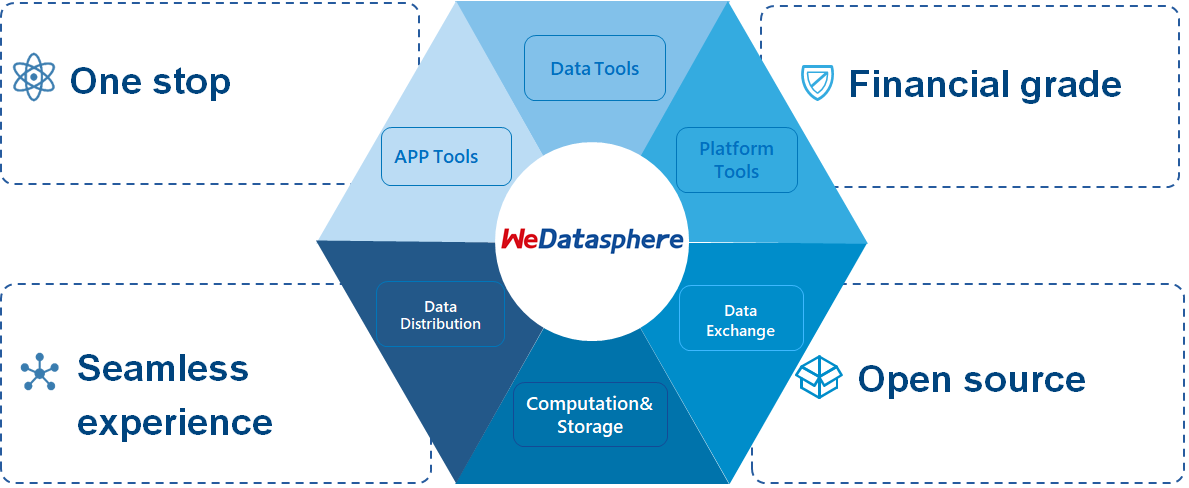 One stop
Data Tools
Financial grade
APP Tools
Platform
Tools
WeDatasphere
Data
Distribution
Data
Exchange
Seamless
experience
Computation&
Storage
Open source